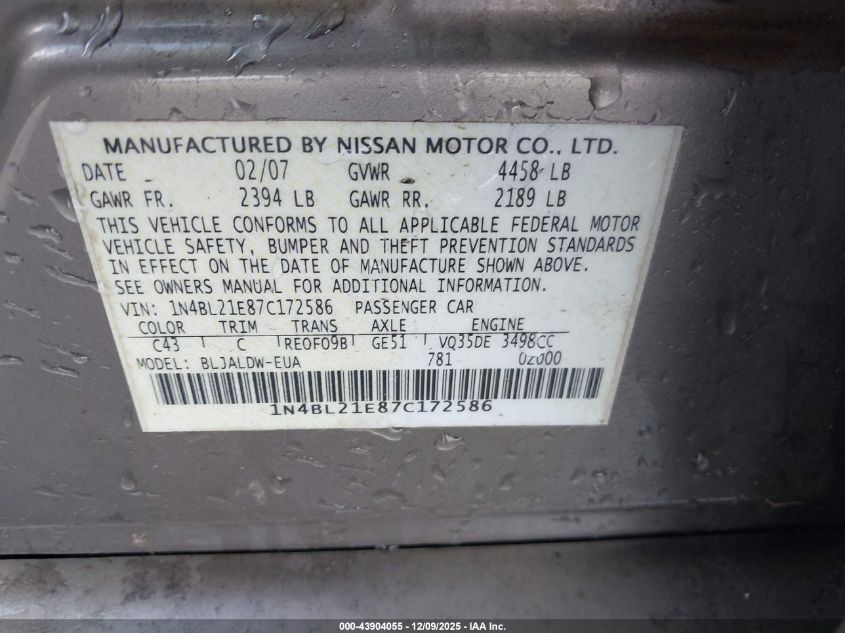 MANUFACTURED BY NISSAN MOTOR CO., LTD.
DATE 02/07 GVWR 4458 LB
GAWR FR. 2394 LB GAWR RR. 2189 LB
THIS VEHICLE CONFORMS TO ALL APPLICABLE FEDERAL MOTOR
VEHICLE SAFETY, BUMPER AND THEFT PREVENTION STANDARDS
IN EFFECT ON THE DATE OF MANUFACTURE SHOWN ABOVE.
SEE OWNERS MANUAL FOR ADDITIONAL INFORMATION.
VIN: 1N4BL21E87C172586 PASSENGER CAR
COLOR TRIM TRANS AXLE ENGINE
C43 C RE0F09B GE51 VQ35DE 3498CC
MODEL: BLJALDW-EUA 781 0Z000
1N4BL21E87C172586
000-43904055 | 12/09/2025 - IAA Inc.